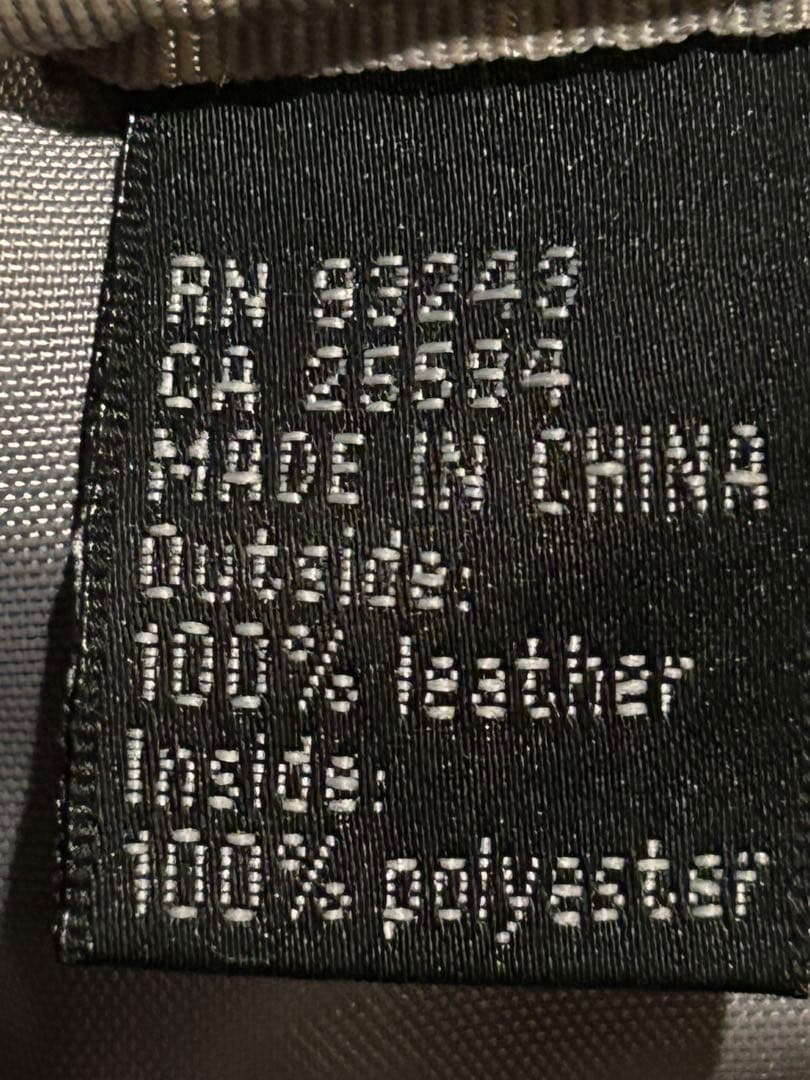 RN
CA
MADE IN CHINA
Outside:
100% leather
Inside:
100% polyester